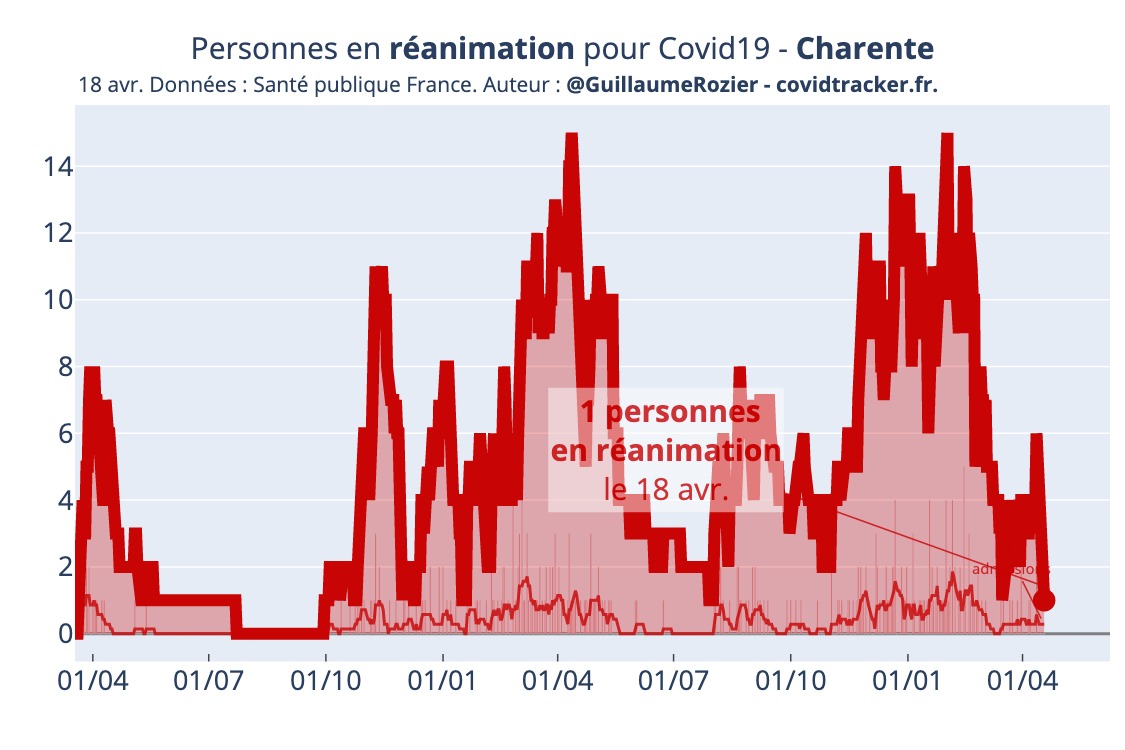 Personnes en réanimation pour Covid19 - Charente
18 avr. Données : Santé publique France. Auteur : @GuillaumeRozier - covidtracker.fr.
14
12
10
8
6
4
2
0
1 personnes
en réanimation
le 18 avr.
admissions
01/04 01/07 01/10 01/01 01/04 01/07 01/10 01/01 01/04